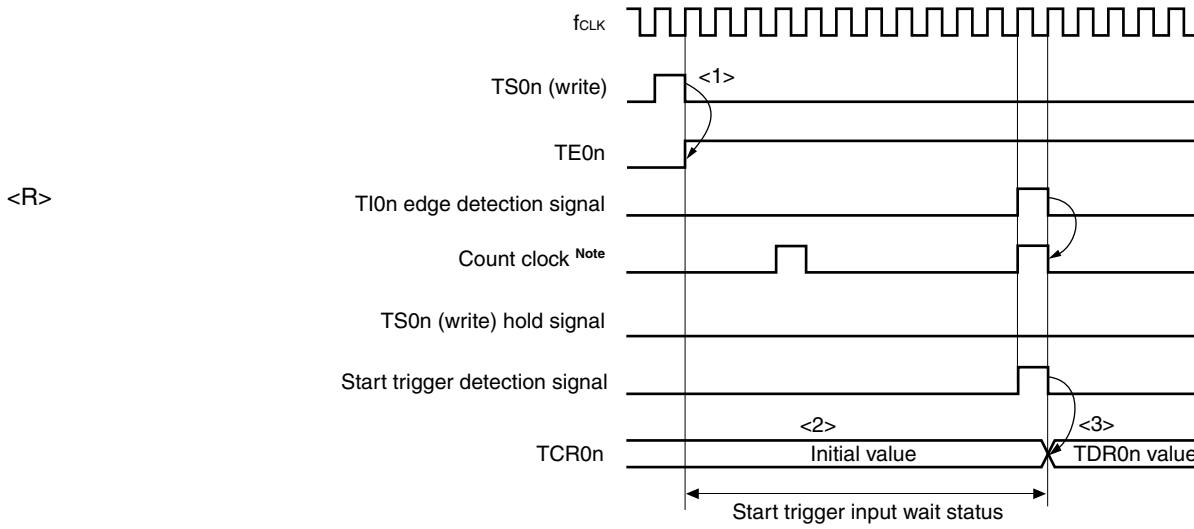 fCLK
TS0n (write)
<1>
TE0n
<R>
TI0n edge detection signal
Count clock Note
TS0n (write) hold signal
Start trigger detection signal
<2>
<3>
TCR0n
Initial value
TDR0n value
Start trigger input wait status